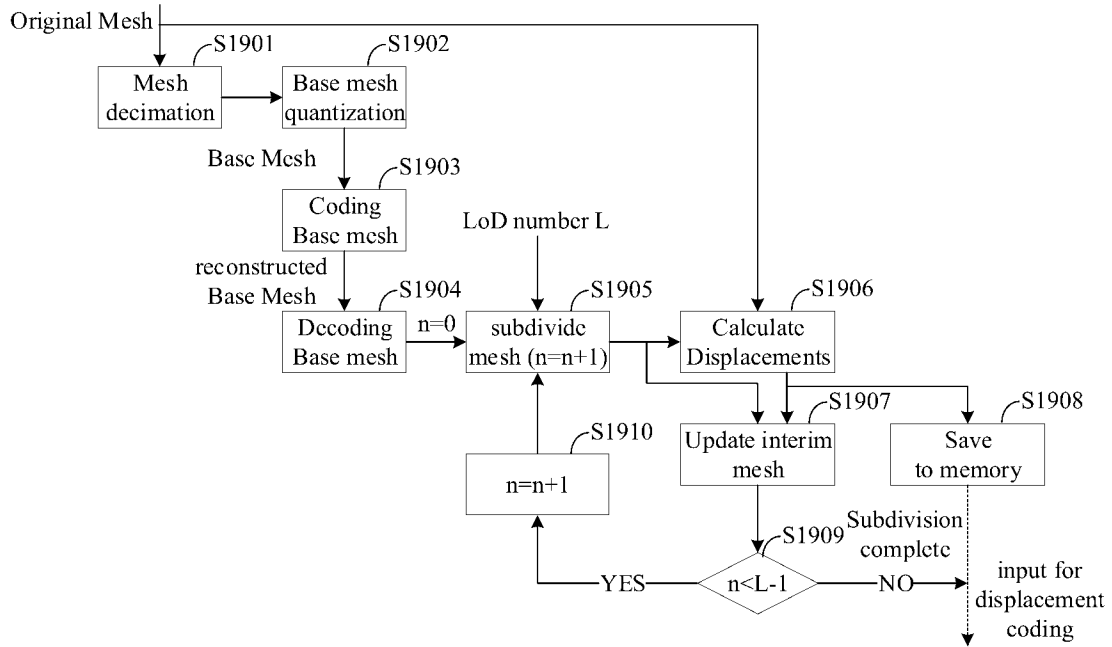 Original Mesh
S1901
S1902
Mesh
decimation
Base mesh
quantization
Base Mesh
S1903
Coding
Base mesh
LoD number L
reconstructed
Base Mesh
S1904
S1905
S1906
Decoding
Base mesh
n=0
subdivide
mesh (n=n+1)
Calculate
Displacements
S1907
S1908
S1910
Update interim
mesh
Save
to memory
n=n+1
S1909
Subdivision
complete
YES
n<L-1
NO
input for
displacement
coding